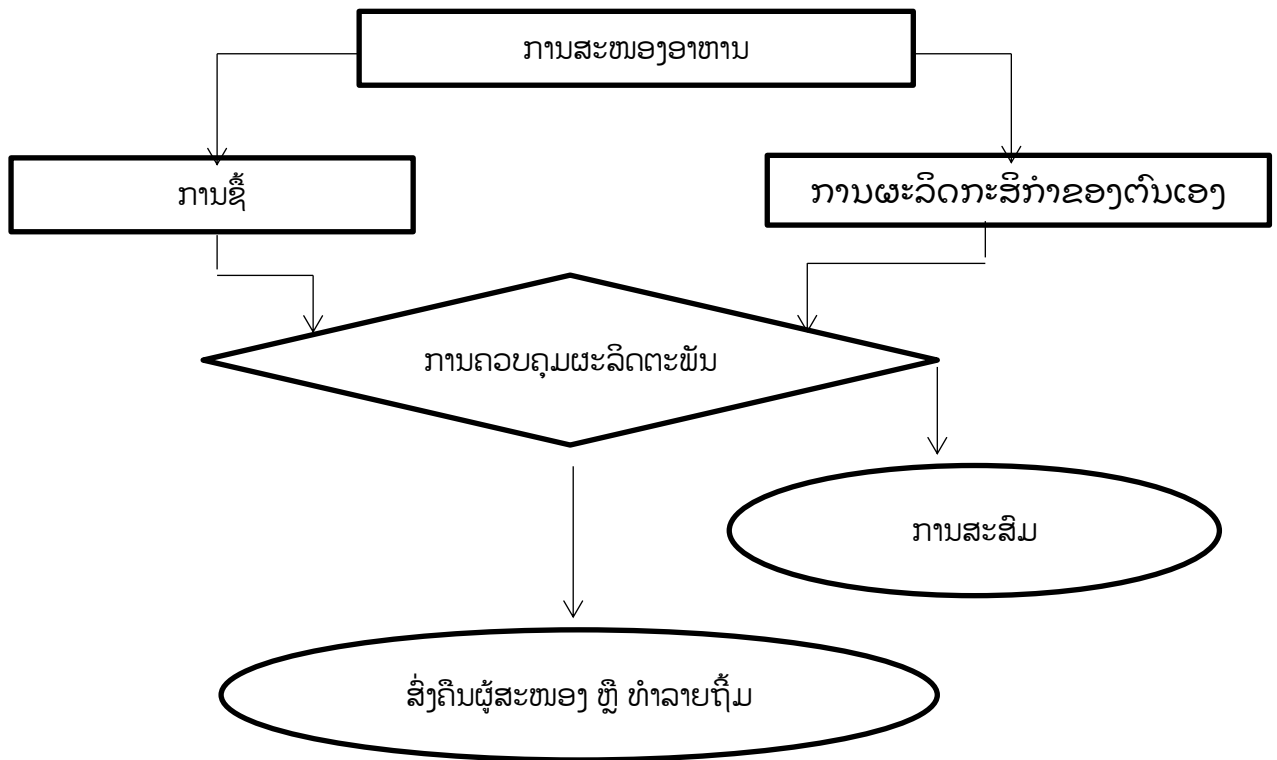 ການສະໜອງອາຫານ
ການຊື້
ການຜະລິດກະສິກຳຂອງຕົນເອງ
ການຄວບຄຸມຜະລິດຕະພັນ
ການສະສົມ
ສົ່ງຄືນຜູ້ສະໜອງ ຫຼື ທຳລາຍຖິ້ມ